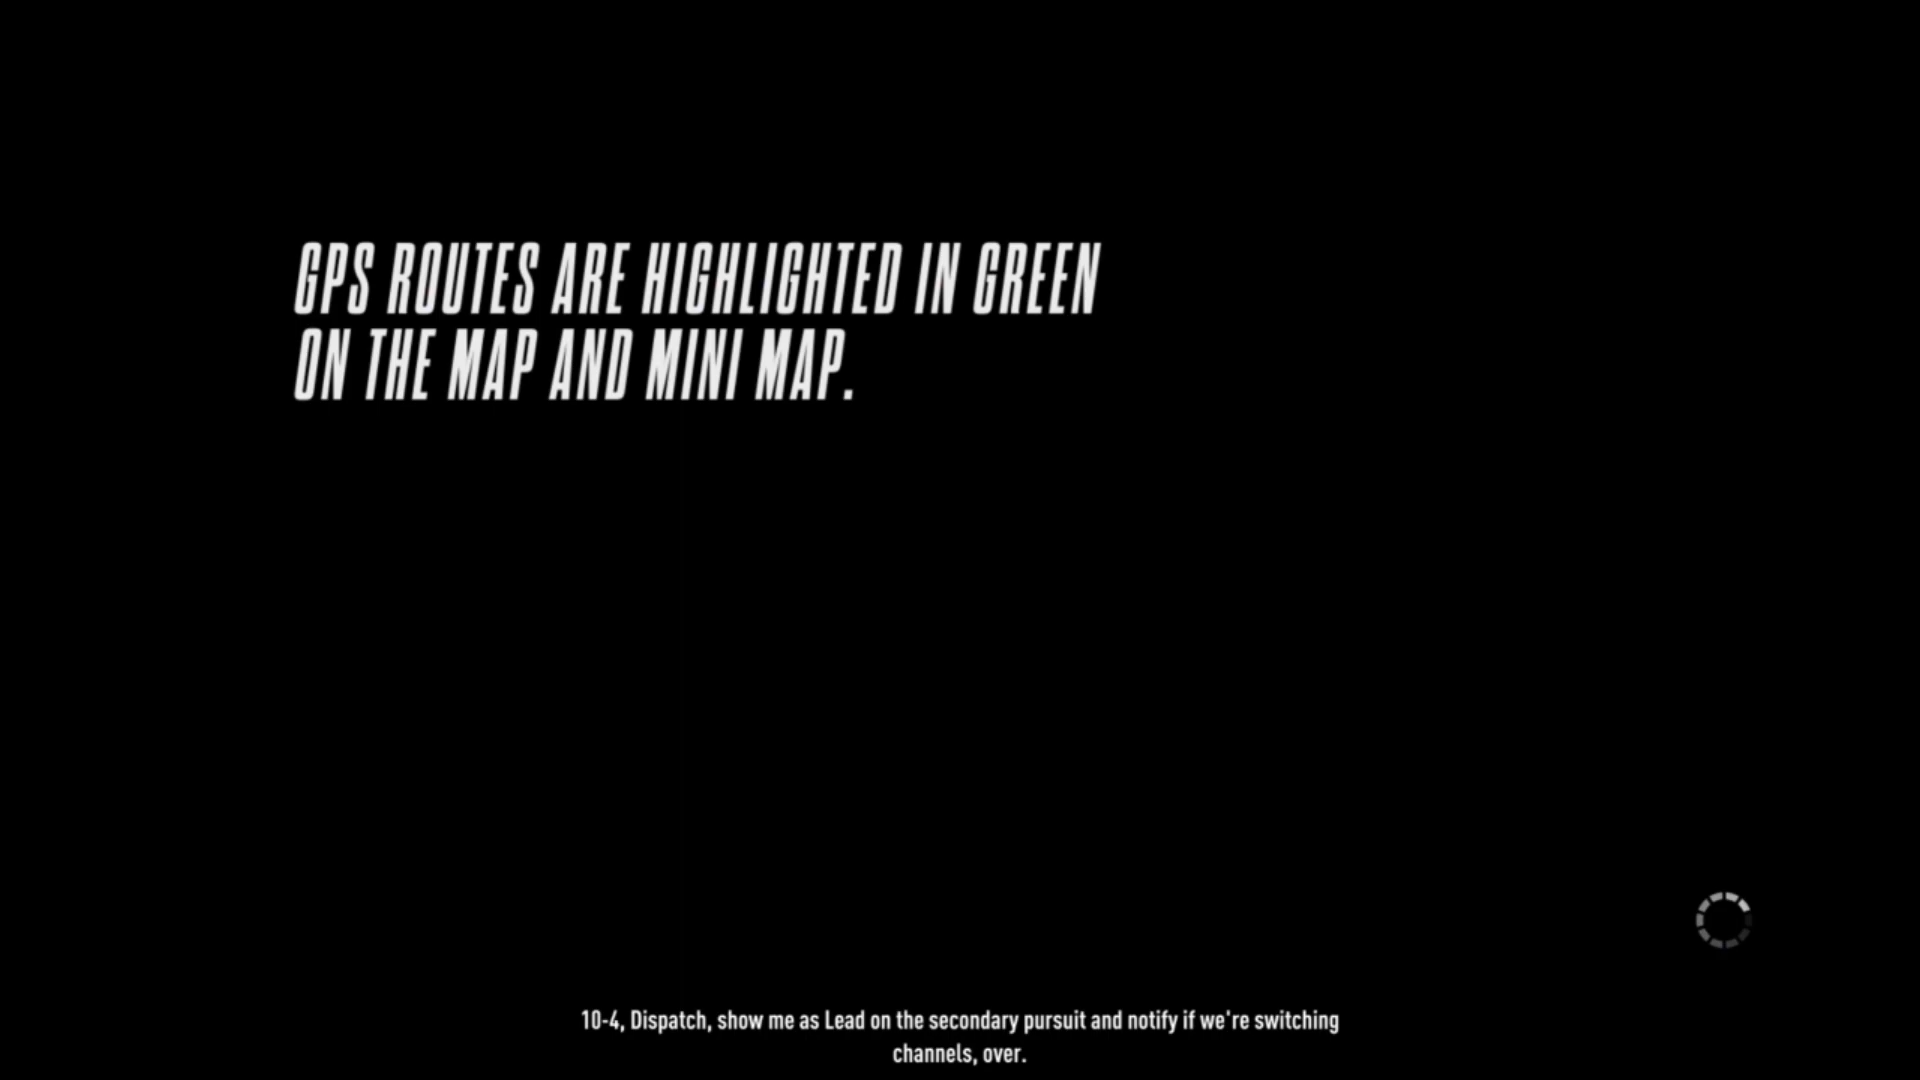 GPS ROUTES ARE HIGHLIGHTED IN GREEN
ON THE MAP AND MINI MAP.
10-4, Dispatch, show me as Lead on the secondary pursuit and notify if we're switching
channels, over.